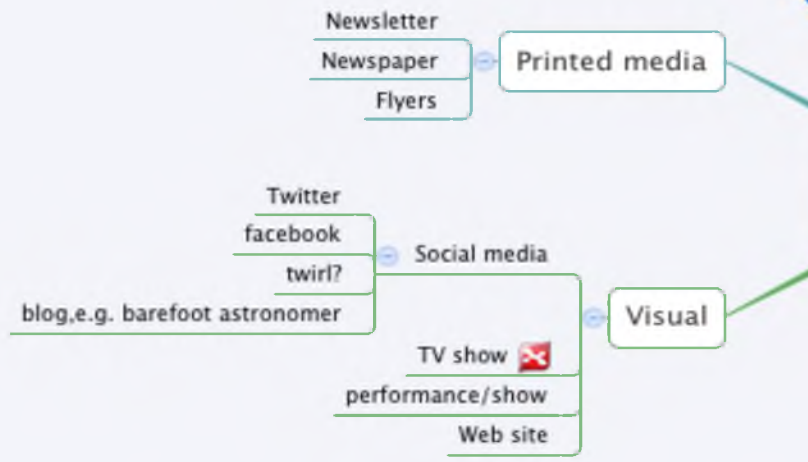 Newsletter
Newspaper
Printed media
Flyers
Twitter
facebook
Social media
twirl?
blog,e.g. barefoot astronomer
Visual
TV show
performance/show
Web site